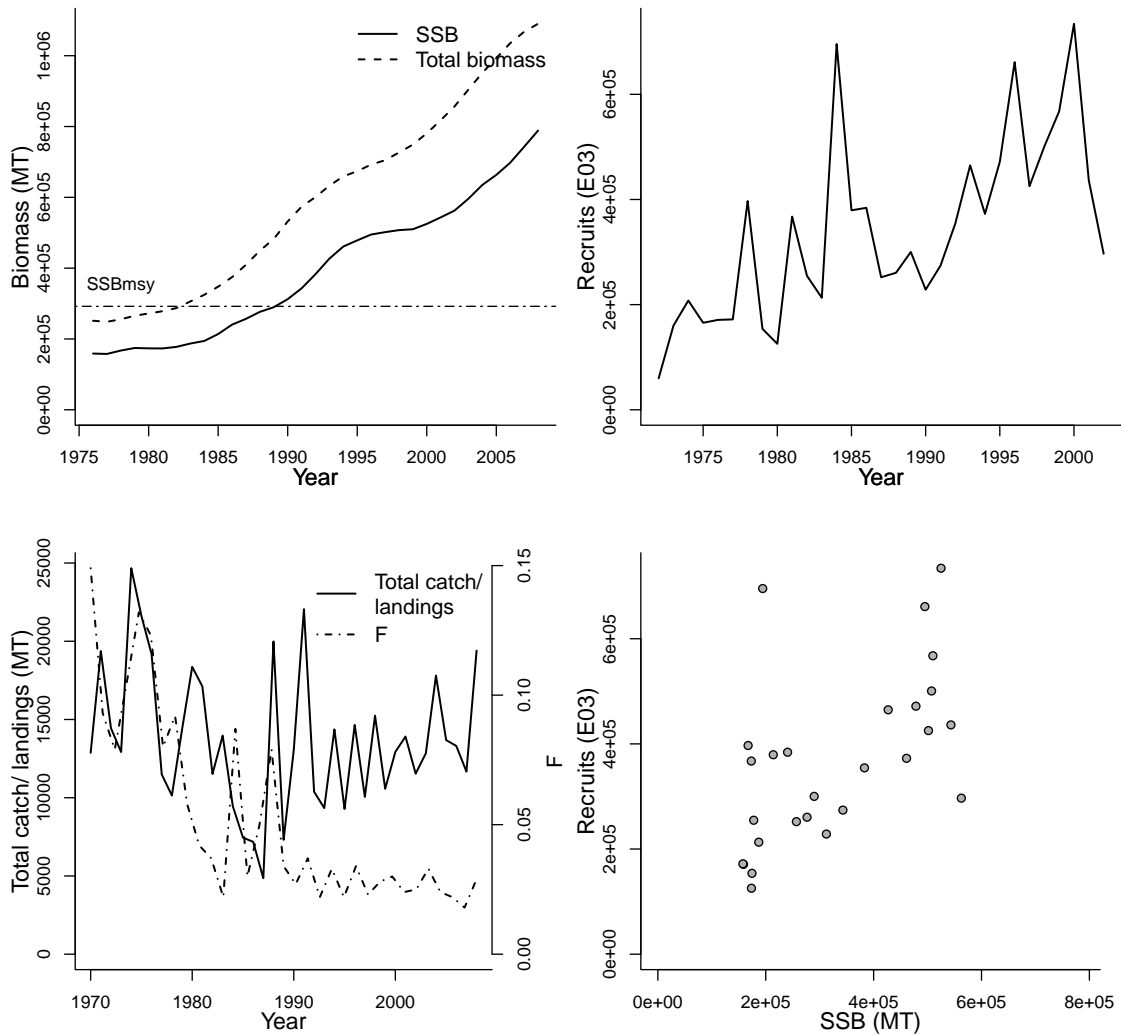 SSB
Total biomass
SSBmsy
Biomass (MT)
0e+00
2e+05
4e+05
6e+05
8e+05
1e+06
1975 1980 1985 1990 1995 2000 2005
Year
Recruits (E03)
0e+00
2e+05
4e+05
6e+05
1975 1980 1985 1990 1995 2000
Year
Total catch/
landings
F
Total catch/ landings (MT)
0
5000
10000
15000
20000
25000
0.00
0.05
0.10
0.15
F
1970 1980 1990 2000
Year
Recruits (E03)
0e+00
2e+05
4e+05
6e+05
0e+00 2e+05 4e+05 6e+05 8e+05
SSB (MT)